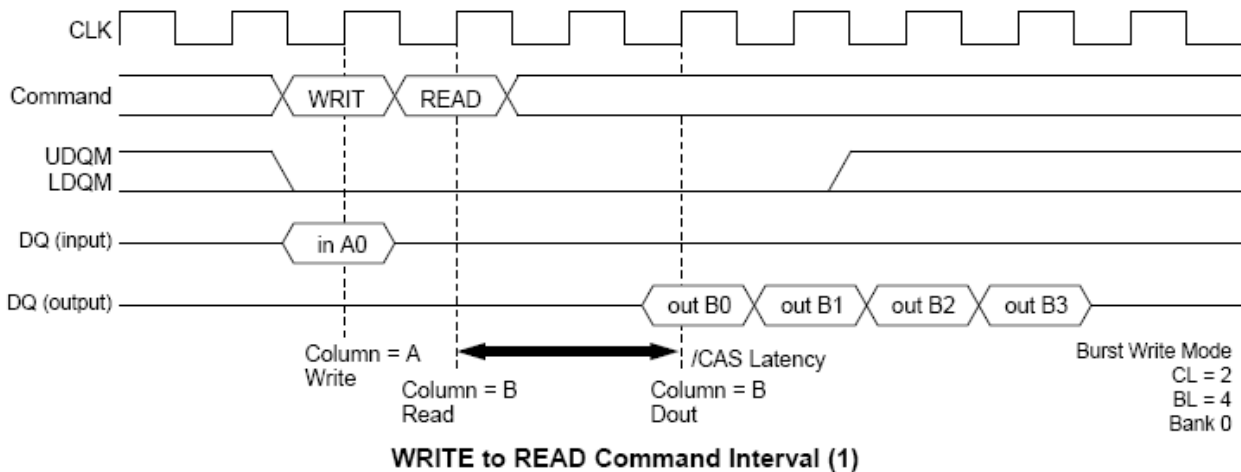 CLK
Command
WRIT
READ
UDQM
LDQM
DQ (input)
in A0
DQ (output)
out B0
out B1
out B2
out B3
Column = A
Write
Column = B
Read
/CAS Latency
Column = B
Dout
Burst Write Mode
CL = 2
BL = 4
Bank 0
WRITE to READ Command Interval (1)